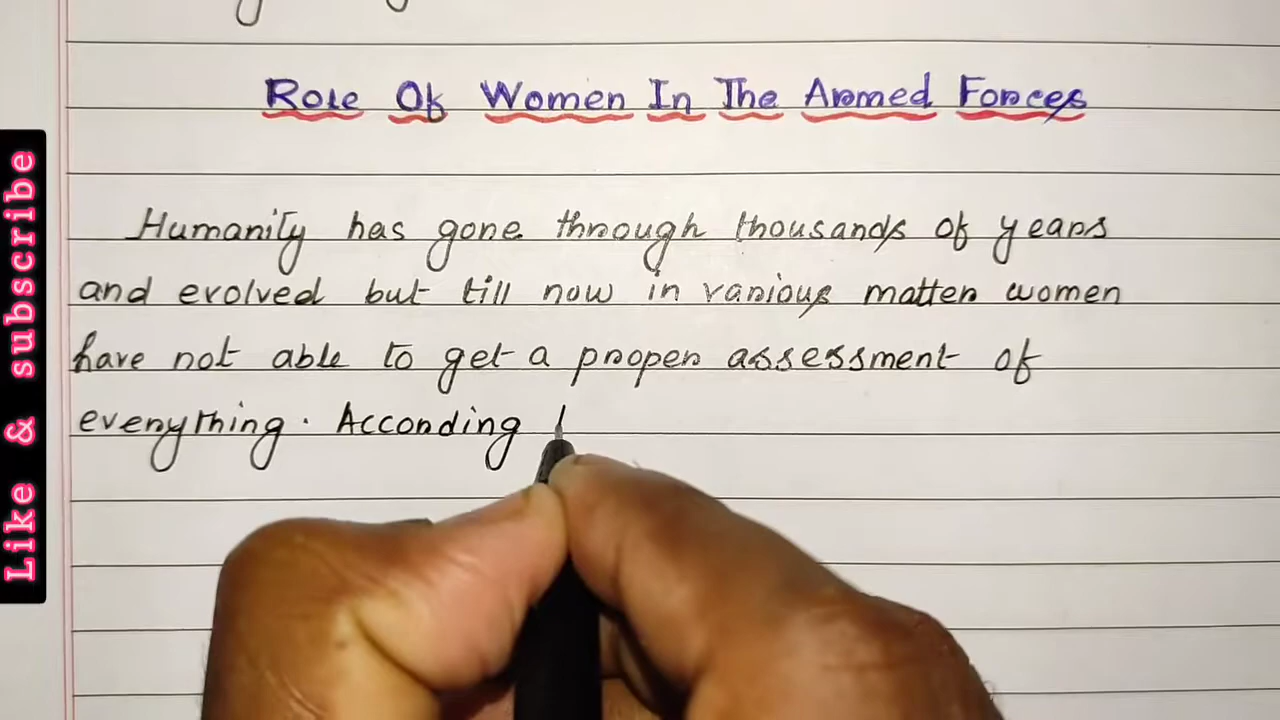 Role Of Women In The Armed Forces
Humanity has gone through thousands of years
and evolved but till now in various matter women
have not able to get a proper assessment of
everything. According
Like & subscribe